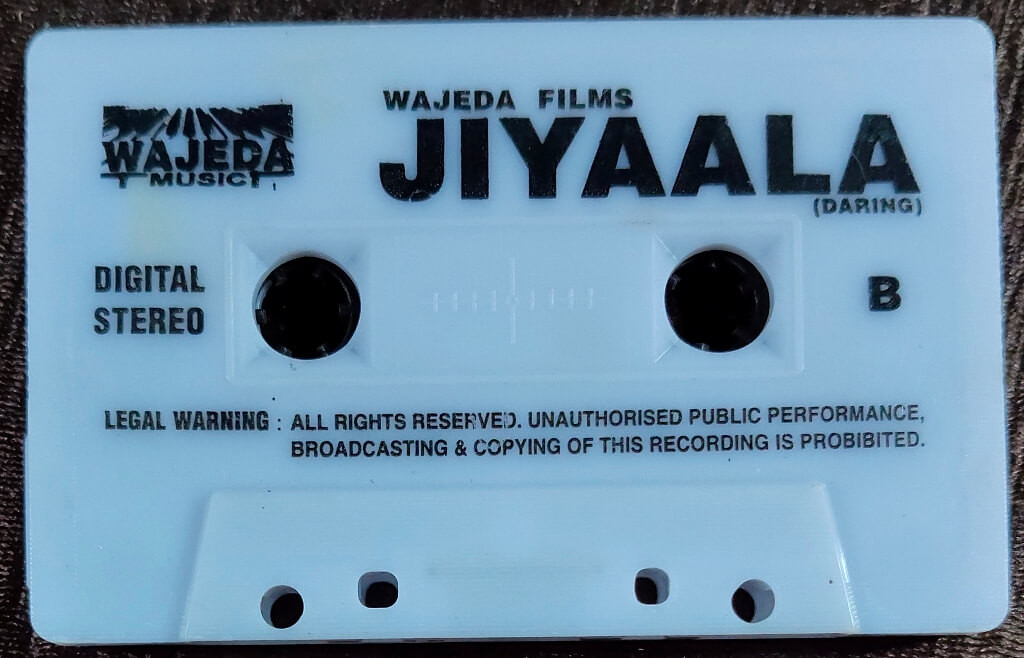 WAJEDA
MUSIC
WAJEDA FILMS
JIYAALA
(DARING)
DIGITAL
STEREO
B
LEGAL WARNING : ALL RIGHTS RESERVED. UNAUTHORISED PUBLIC PERFORMANCE,
BROADCASTING & COPYING OF THIS RECORDING IS PROBIBITED.